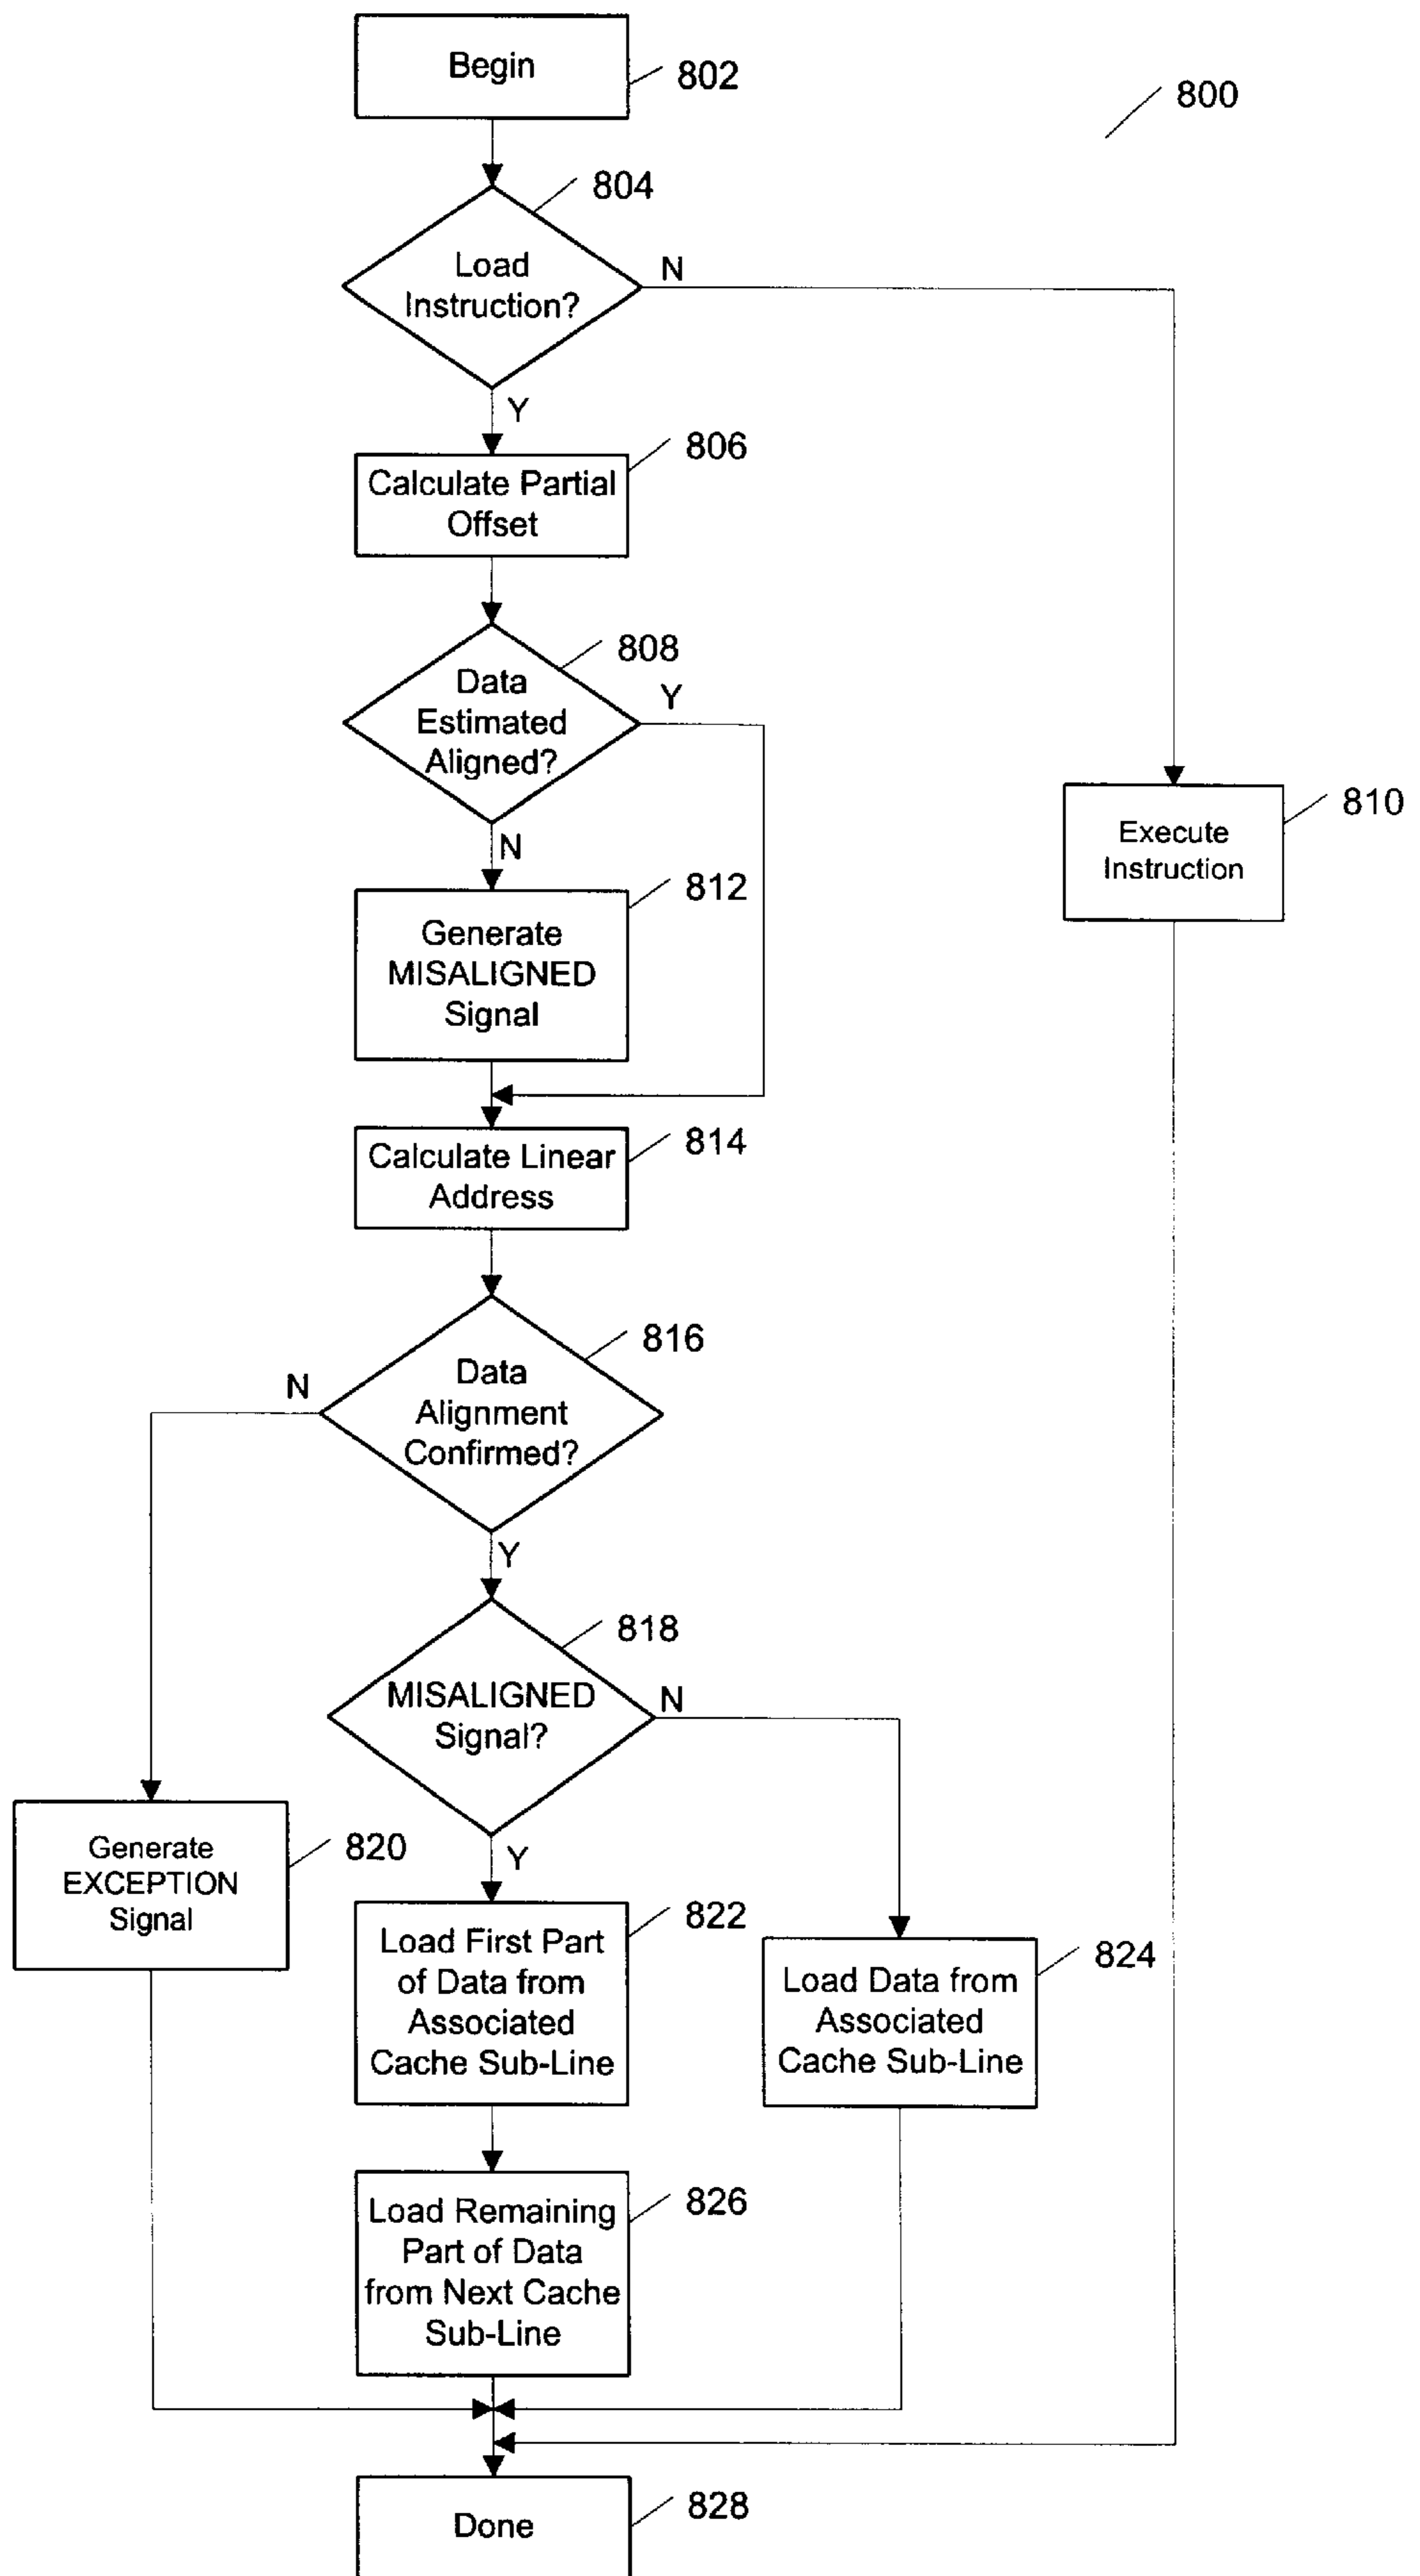 Begin
802
800
804
Load
Instruction?
N
Y
806
Calculate Partial
Offset
808
Data
Estimated
Aligned?
Y
N
810
Execute
Instruction
812
Generate
MISALIGNED
Signal
814
Calculate Linear
Address
816
Data
Alignment
Confirmed?
N
Y
818
MISALIGNED
Signal?
N
Y
Generate
EXCEPTION
Signal
820
822
Load First Part
of Data from
Associated
Cache Sub-Line
824
Load Data from
Associated
Cache Sub-Line
826
Load Remaining
Part of Data
from Next Cache
Sub-Line
Done
828